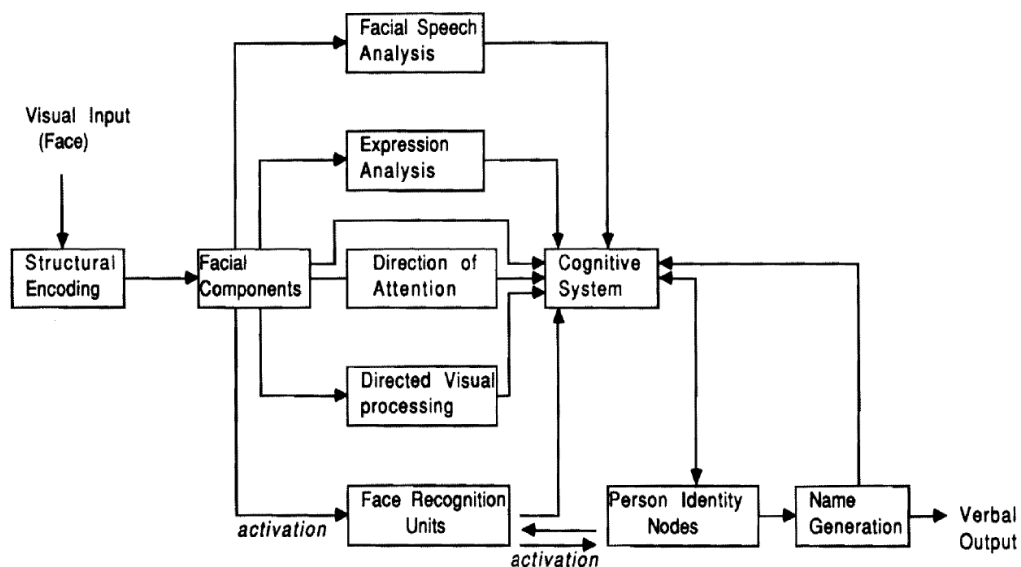 Facial Speech
Analysis
Visual Input
(Face)
Expression
Analysis
Structural
Encoding
Facial
Components
Direction of
Attention
Cognitive
System
Directed Visual
processing
Face Recognition
Units
Person Identity
Nodes
Name
Generation
Verbal
Output
activation
activation